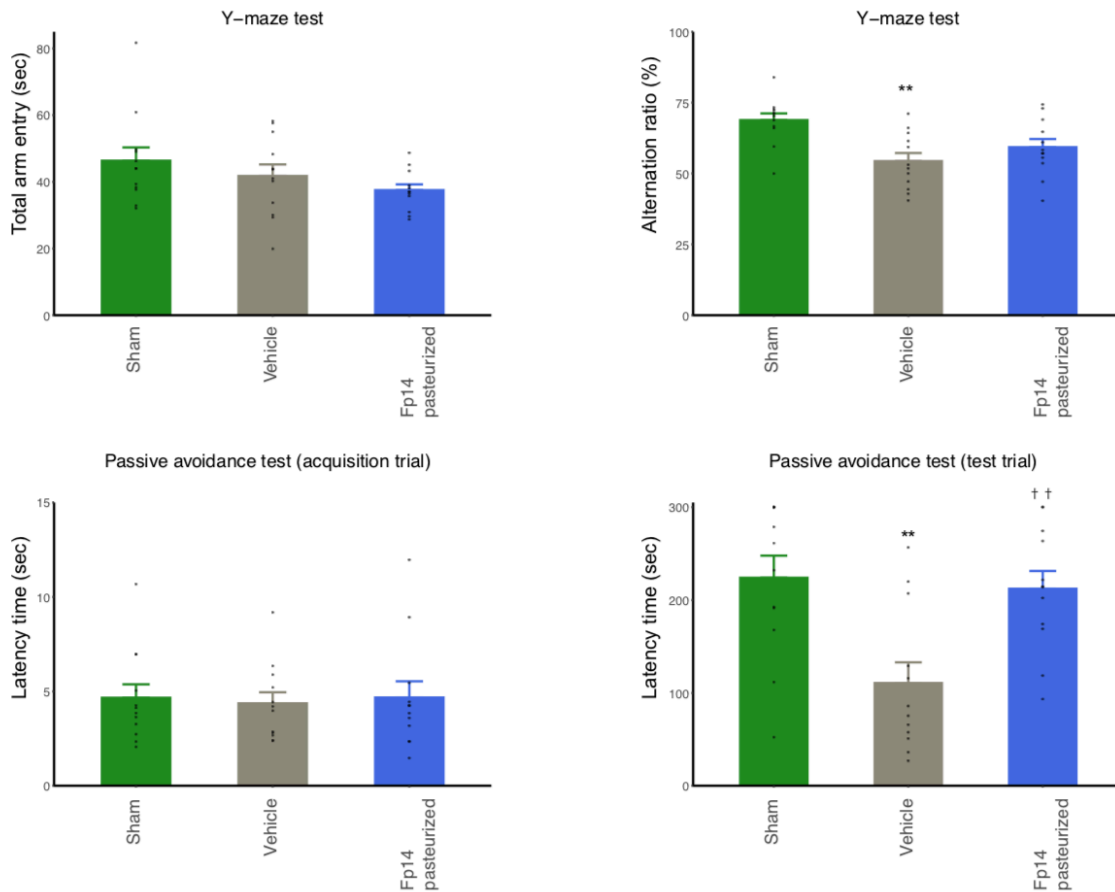 Y−maze test
Total arm entry (sec)
80
60
40
20
0
Sham
Vehicle
Fp14
pasteurized
Y−maze test
Alternation ratio (%)
100
75
50
25
0
**
Sham
Vehicle
Fp14
pasteurized
Passive avoidance test (acquisition trial)
Latency time (sec)
15
10
5
0
Sham
Vehicle
Fp14
pasteurized
Passive avoidance test (test trial)
Latency time (sec)
300
200
100
0
**
† †
Sham
Vehicle
Fp14
pasteurized